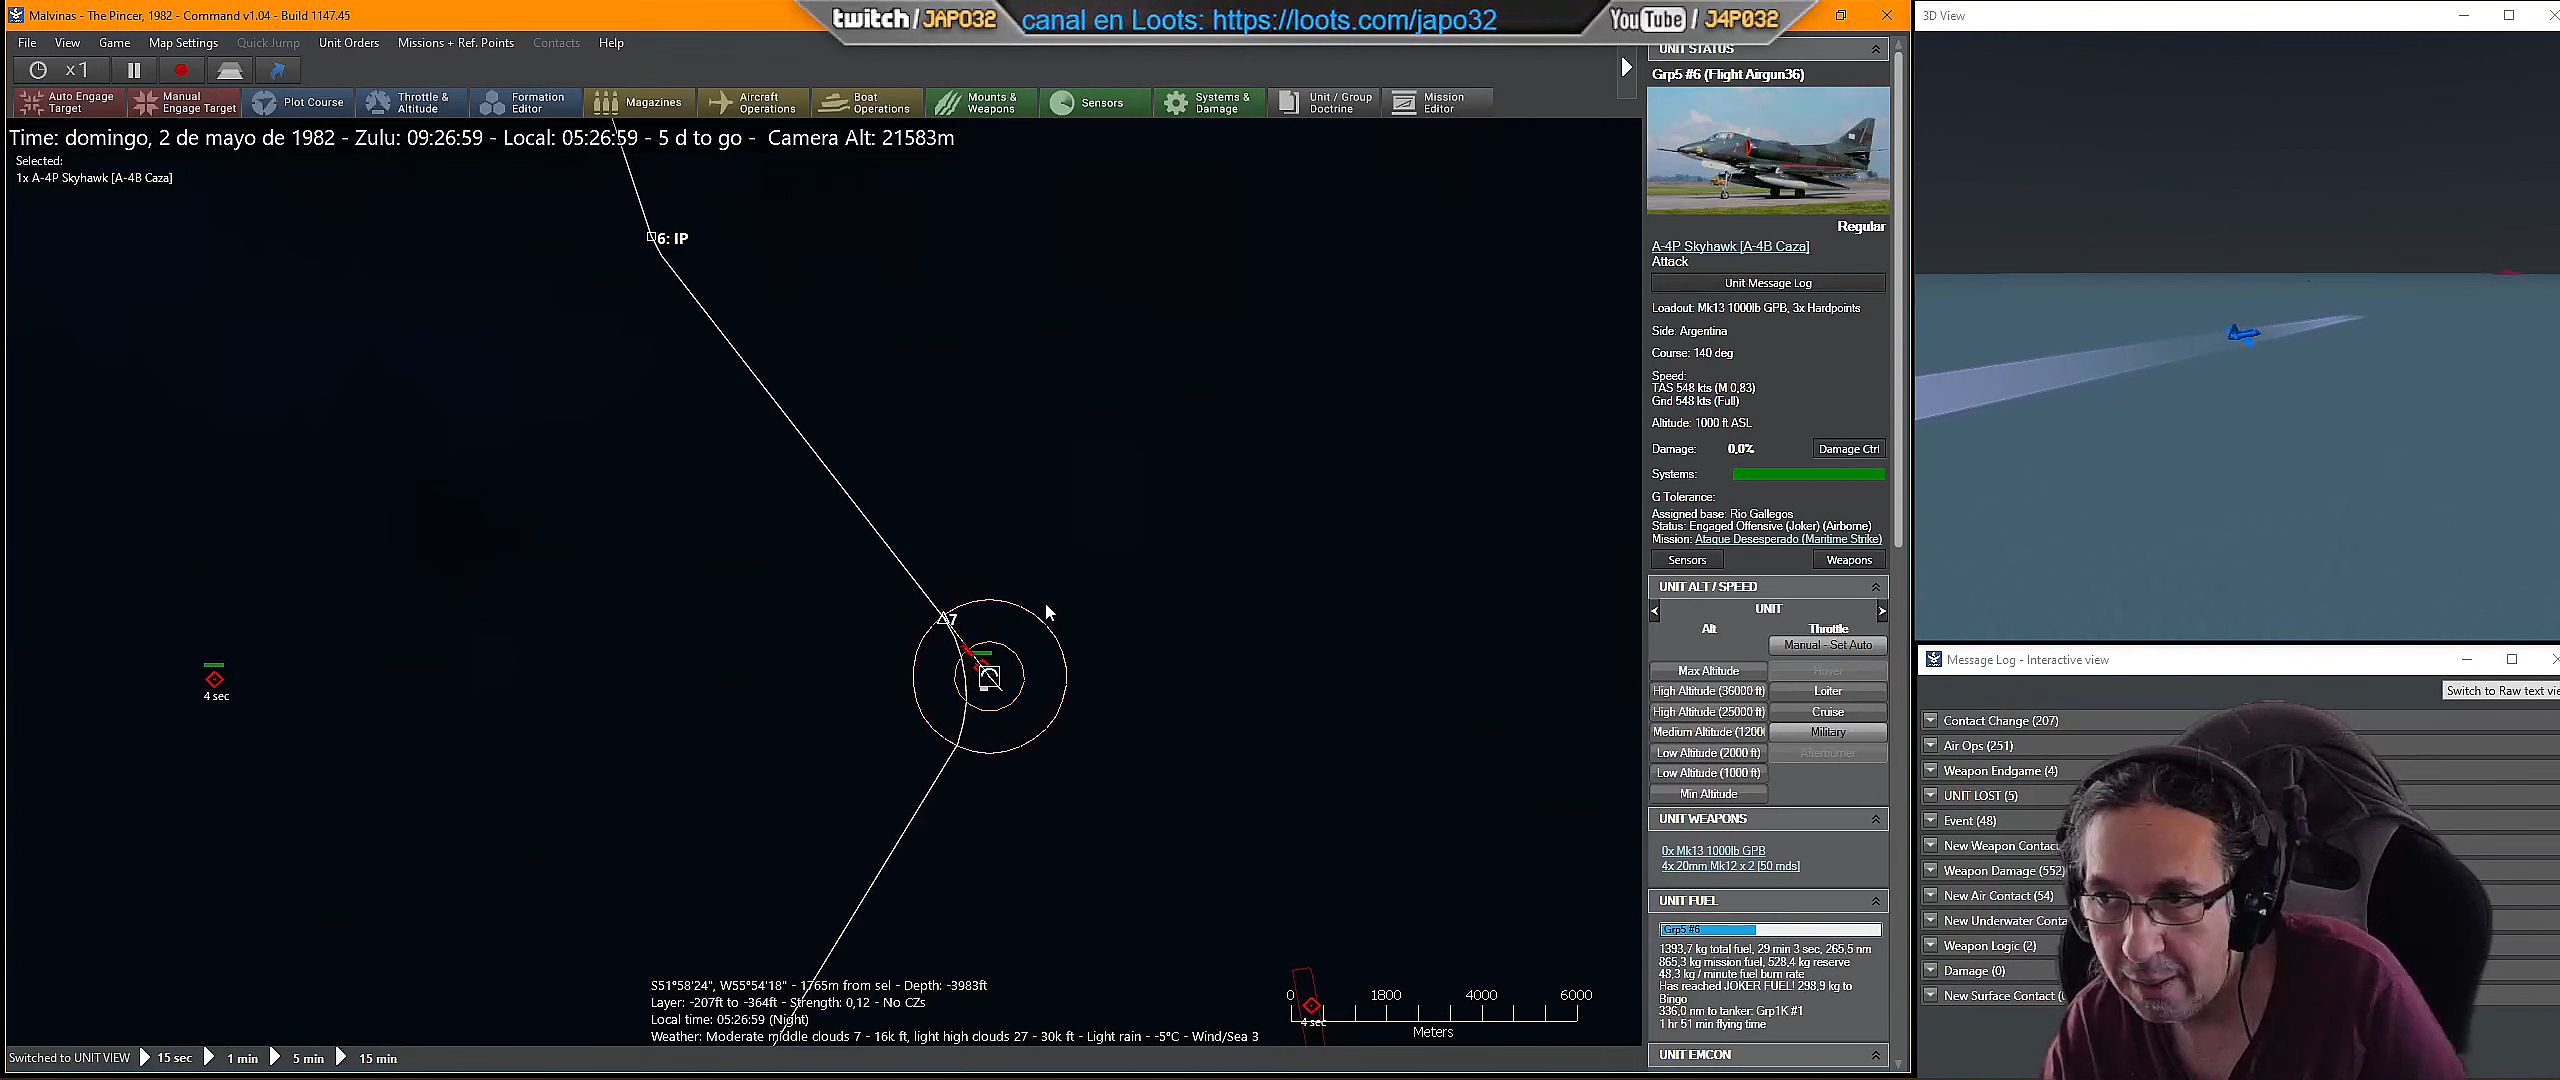 Malvinas - The Pincer, 1982 - Command v1.04 - Build 1147.45
twitch/JAPO32
canal en Loots: https://loots.com/japo32
YouTube / J4P032
3D View
File View Game Map Settings Quick Jump Unit Orders Missions + Ref. Points Contacts Help
x1
Auto Engage Target
Manual Engage Target
Plot Course
Throttle & Altitude
Formation Editor
Magazines
Aircraft Operations
Boat Operations
Mounts & Weapons
Sensors
Systems & Damage
Unit / Group Doctrine
Mission Editor
Time: domingo, 2 de mayo de 1982 - Zulu: 09:26:59 - Local: 05:26:59 - 5 d to go - Camera Alt: 21583m
Selected:
1x A-4P Skyhawk [A-4B Caza]
6: IP
7
4 sec
4 sec
S51°58'24", W55°54'18" - 1765m from sel - Depth: -3983ft
Layer: -207ft to -364ft - Strength: 0,12 - No CZs
Local time: 05:26:59 (Night)
Weather: Moderate middle clouds 7 - 16k ft, light high clouds 27 - 30k ft - Light rain - -5°C - Wind/Sea 3
0 1800 4000 6000
Meters
Switched to UNIT VIEW 15 sec 1 min 5 min 15 min
UNIT STATUS
Grp5 #6 (Flight Airgun36)
Regular
A-4P Skyhawk [A-4B Caza]
Attack
Unit Message Log
Loadout: Mk13 1000lb GPB, 3x Hardpoints
Side: Argentina
Course: 140 deg
Speed:
TAS 548 kts (M 0,83)
Gnd 548 kts (Full)
Altitude: 1000 ft ASL
Damage: 0,0% Damage Ctrl
Systems:
G Tolerance:
Assigned base: Rio Gallegos
Status: Engaged Offensive (Joker) (Airborne)
Mission: Ataque Desesperado (Maritime Strike)
Sensors Weapons
UNIT ALT / SPEED
< UNIT >
Alt Throttle
Manual - Set Auto
Max Altitude Hover
High Altitude (36000 ft) Loiter
High Altitude (25000 ft) Cruise
Medium Altitude (1200 Military
Low Altitude (2000 ft) Afterburner
Low Altitude (1000 ft)
Min Altitude
UNIT WEAPONS
0x Mk13 1000lb GPB
4x 20mm Mk12 x 2 [50 rnds]
UNIT FUEL
Grp5 #6
1393,7 kg total fuel, 29 min 3 sec, 265,5 nm
865,3 kg mission fuel, 528,4 kg reserve
48,3 kg / minute fuel burn rate
Has reached JOKER FUEL! 298,9 kg to
Bingo
336,0 nm to tanker: Grp1K #1
1 hr 51 min flying time
UNIT EMCON
Message Log - Interactive view
Switch to Raw text vie
Contact Change (207)
Air Ops (251)
Weapon Endgame (4)
UNIT LOST (5)
Event (48)
New Weapon Contac
Weapon Damage (552)
New Air Contact (54)
New Underwater Conta
Weapon Logic (2)
Damage (0)
New Surface Contact (